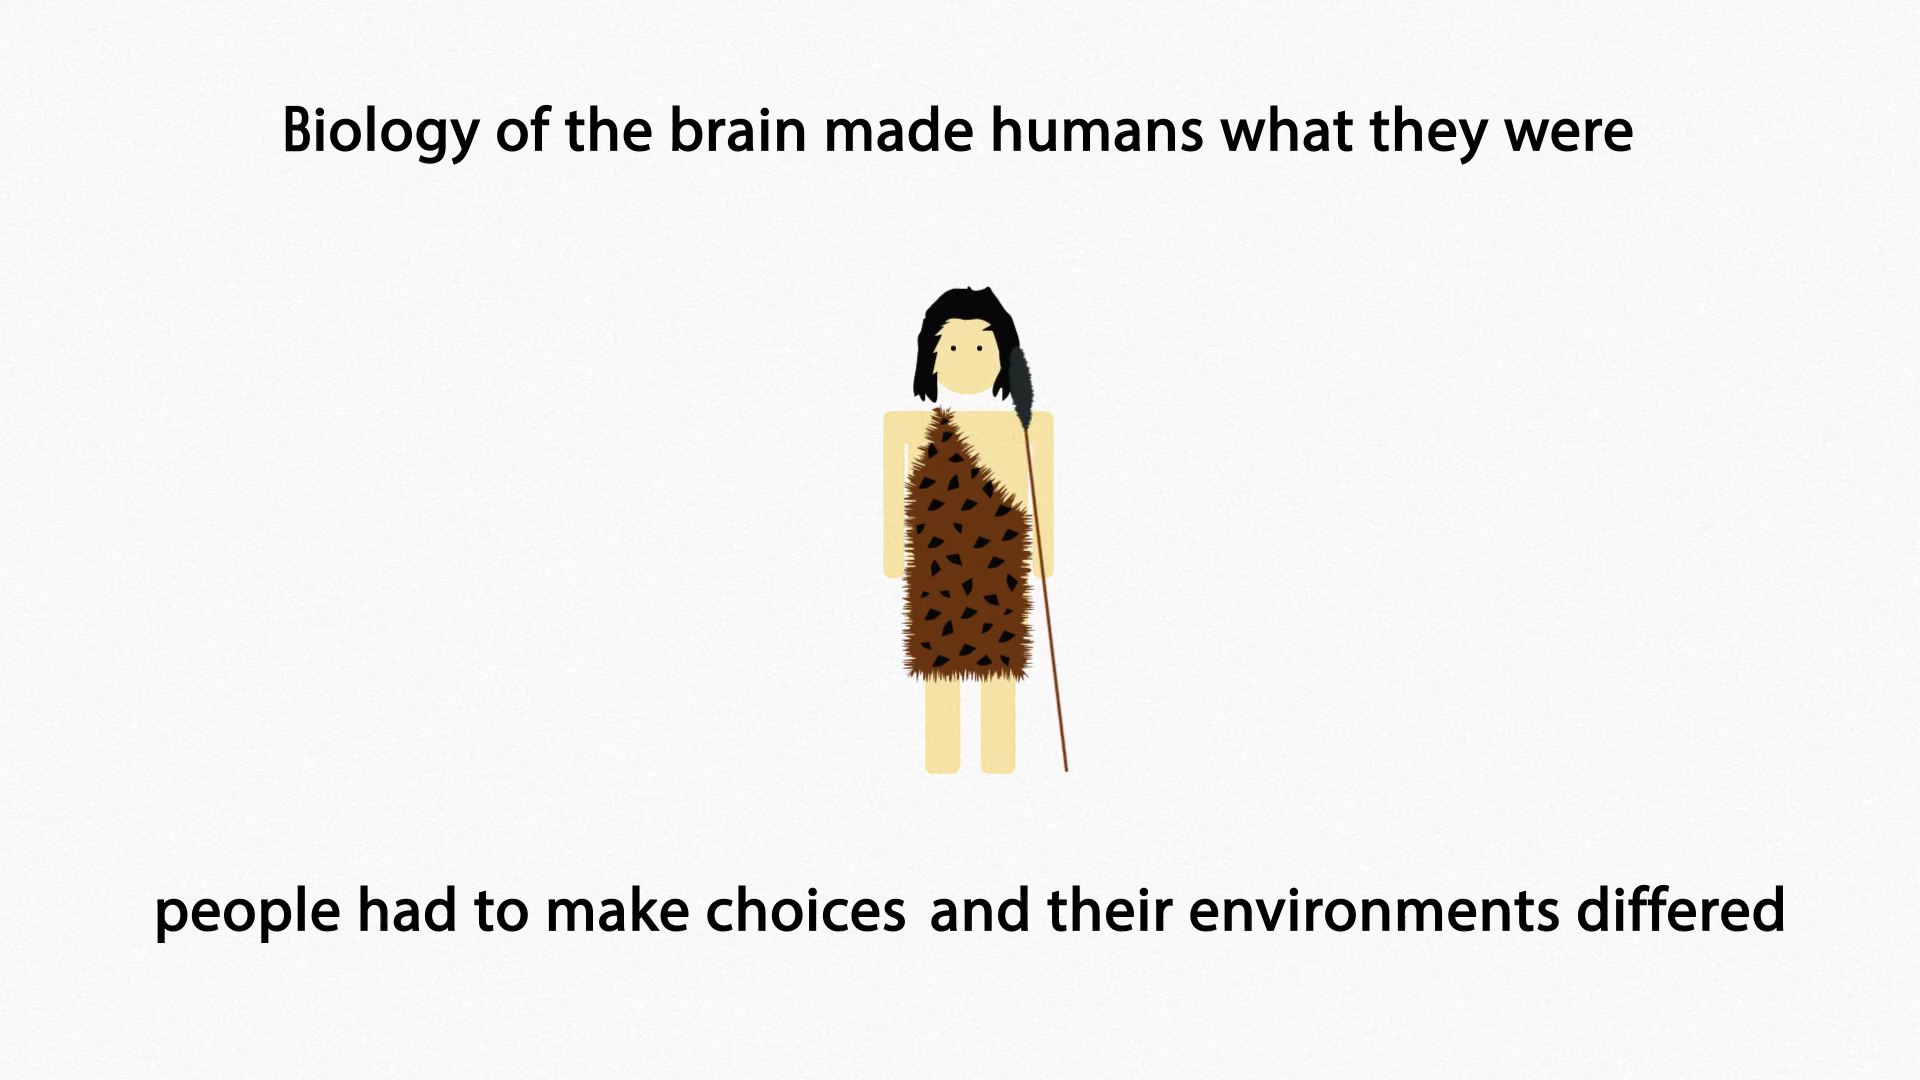 Biology of the brain made humans what they were
people had to make choices and their environments differed